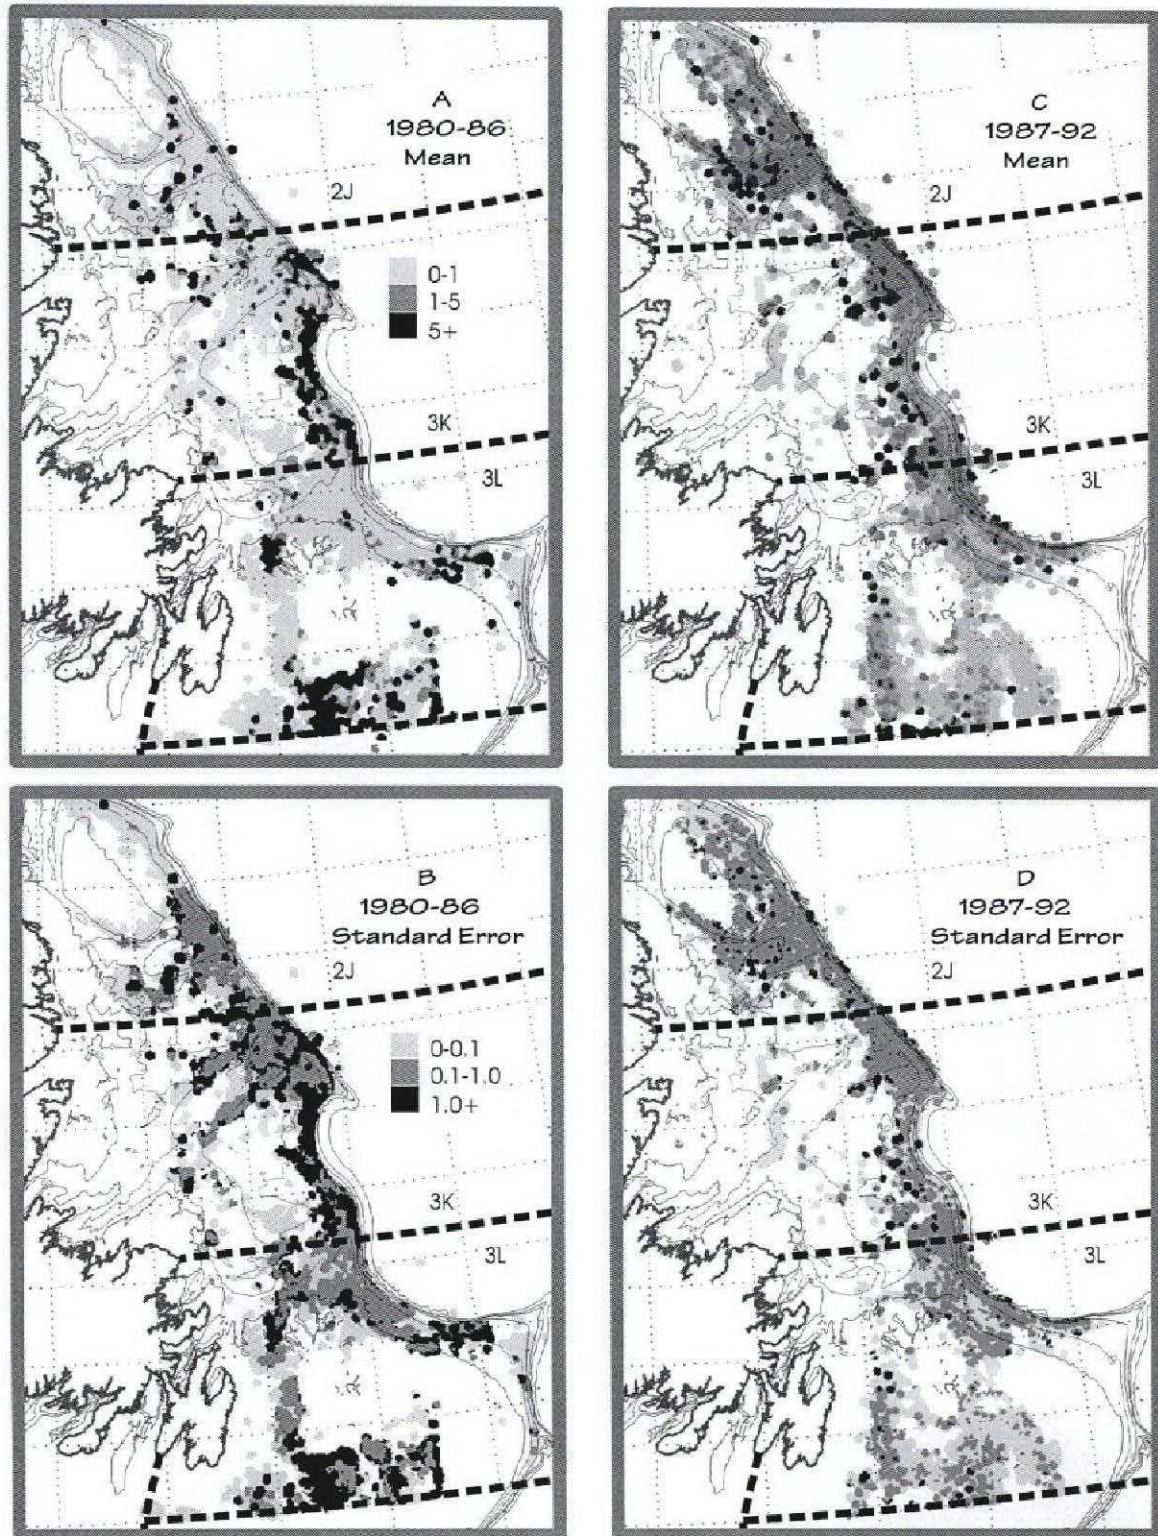 A
1980-86
Mean
2J
0-1
1-5
5+
3K
3L
C
1987-92
Mean
2J
3K
3L
B
1980-86
Standard Error
2J
0-0.1
0.1-1.0
1.0+
3K
3L
D
1987-92
Standard Error
2J
3K
3L